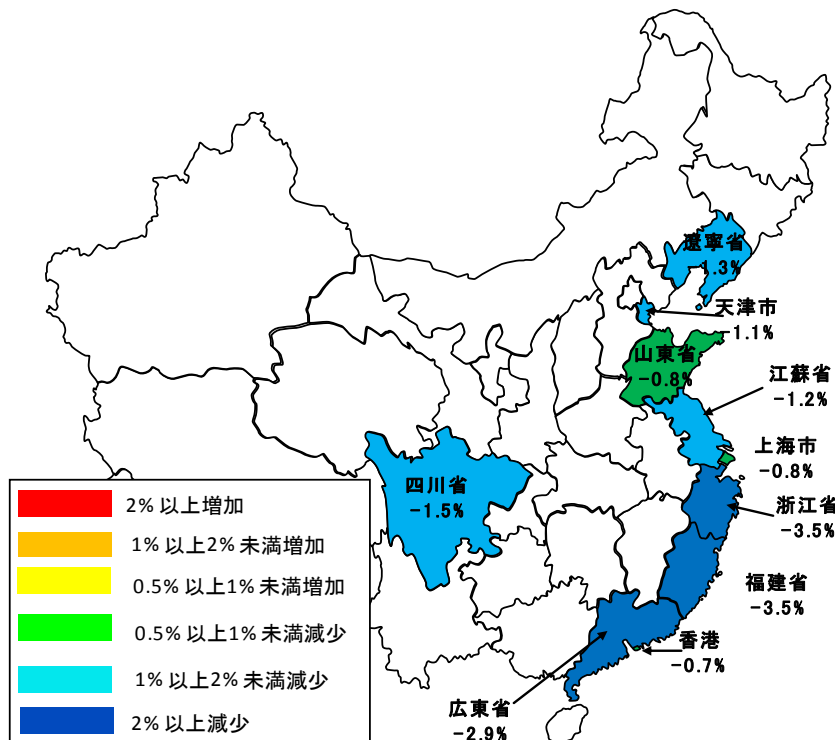 遼寧省
-1.3%
天津市
-1.1%
山東省
-0.8%
江蘇省
-1.2%
上海市
-0.8%
四川省
-1.5%
浙江省
-3.5%
福建省
-3.5%
香港
-0.7%
広東省
-2.9%
2% 以上増加
1% 以上2% 未満増加
0.5% 以上1% 未満増加
0.5% 以上1% 未満減少
1% 以上2% 未満減少
2% 以上減少